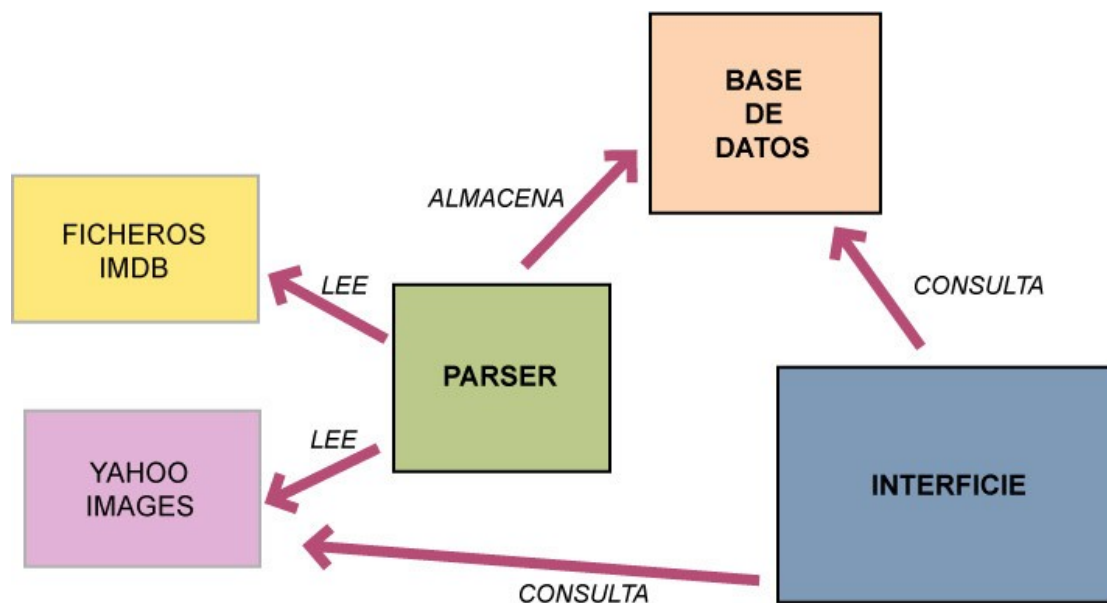 BASE
DE
DATOS
ALMACENA
FICHEROS
IMDB
LEE
CONSULTA
PARSER
LEE
YAHOO
IMAGES
INTERFICIE
CONSULTA